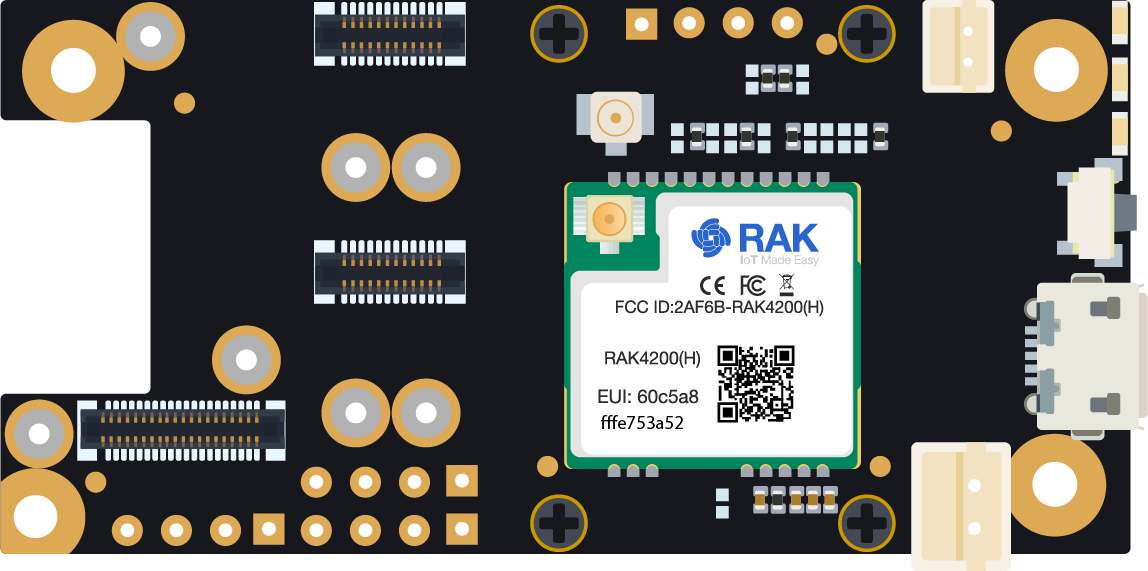 RAK
IoT Made Easy
CE FC
FCC ID:2AF6B-RAK4200(H)
RAK4200(H)
EUI: 60c5a8
fffe753a52